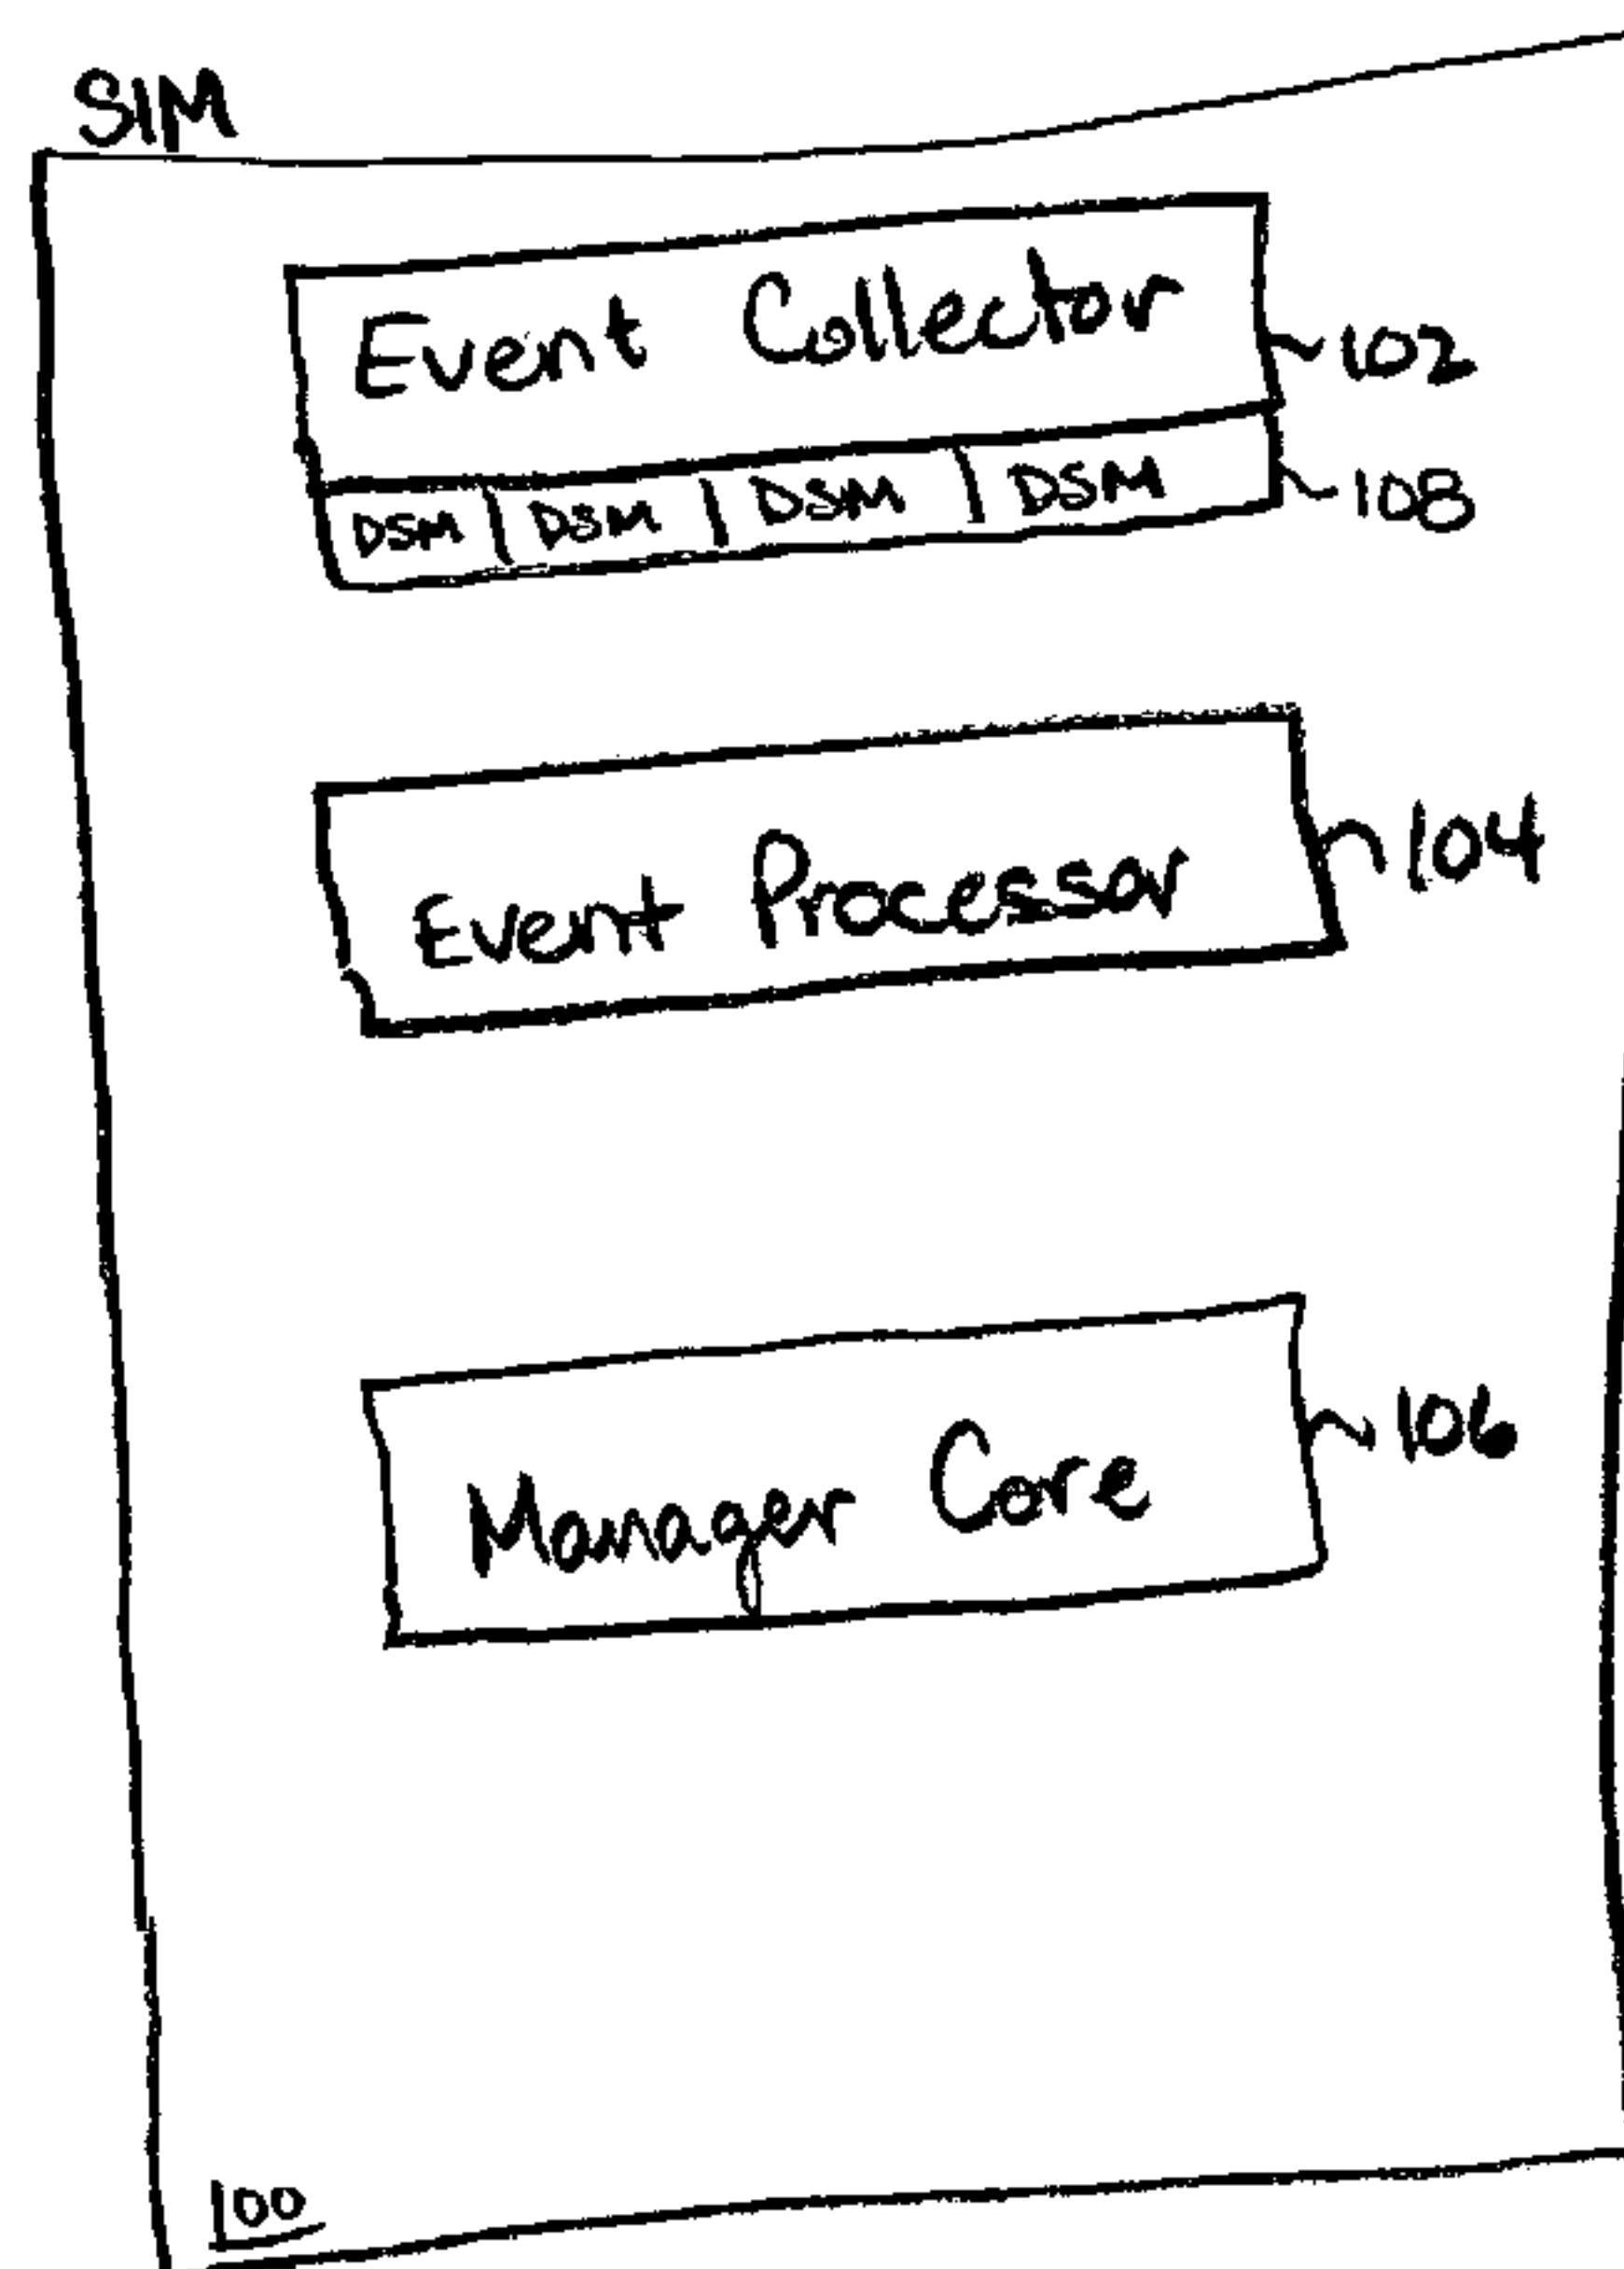 SIM
Event Collector
102
DSM DSM DSM DSM
108
Event Processor
104
Manager Core
106
100